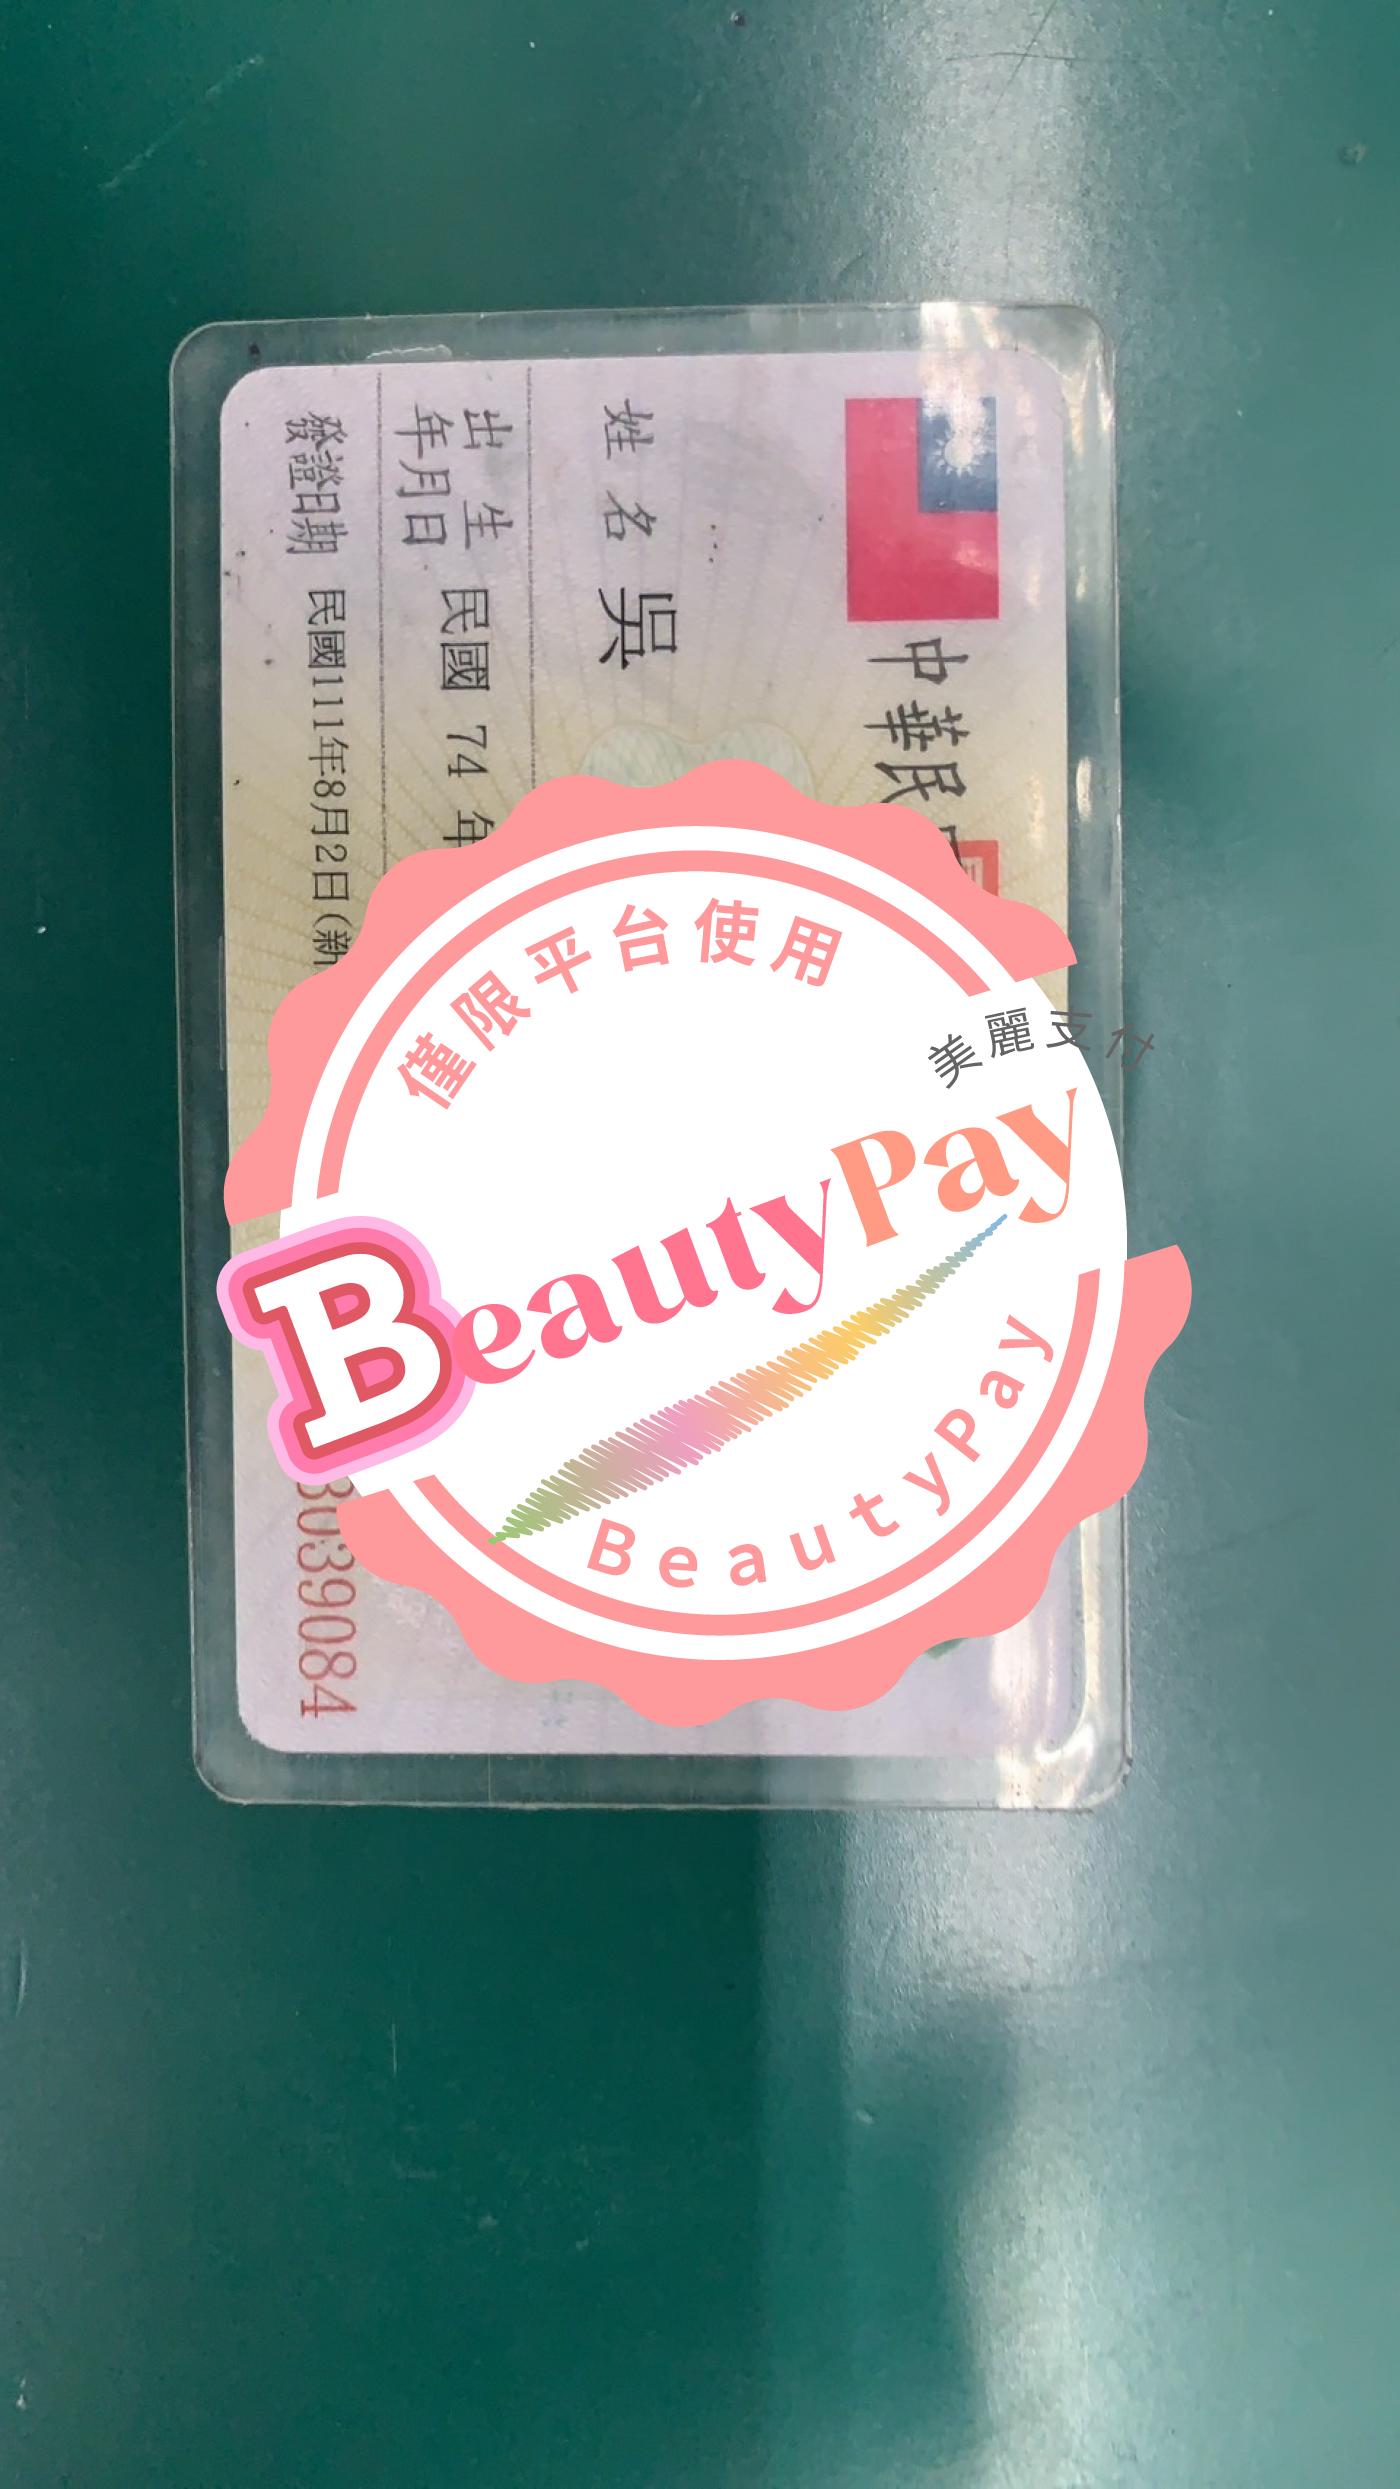 中華民
姓名 吳
出生年月日 民國 74 年
發證日期 民國111年8月2日(新
3039084
僅限平台使用
美麗支付
BeautyPay
BeautyPay